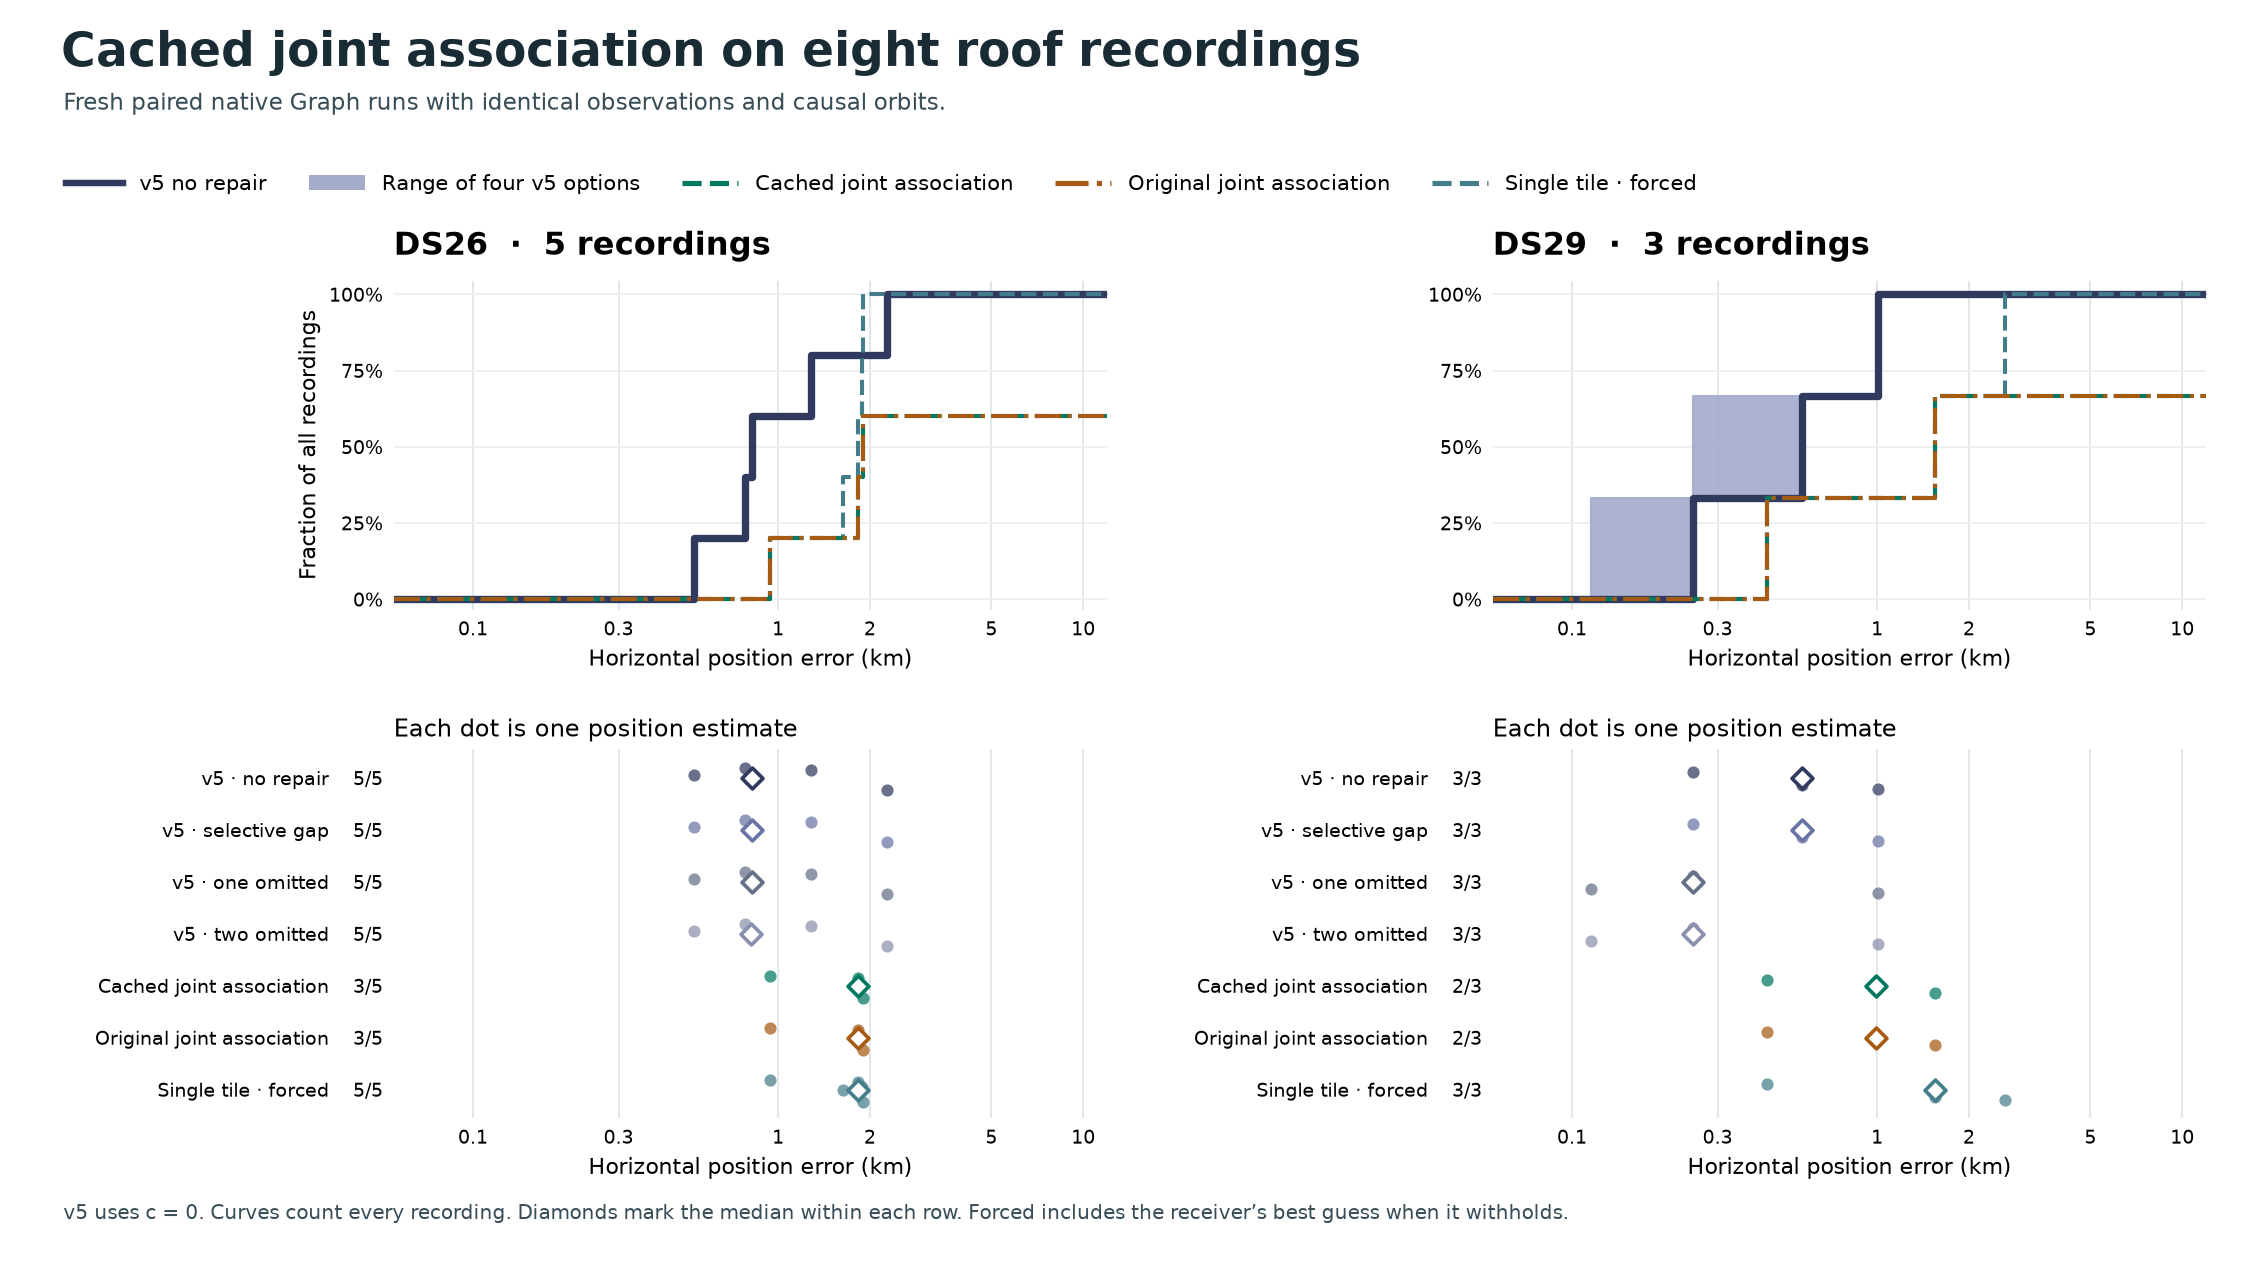 Cached joint association on eight roof recordings
Fresh paired native Graph runs with identical observations and causal orbits.
v5 no repair
Range of four v5 options
Cached joint association
Original joint association
Single tile · forced
DS26 · 5 recordings
Fraction of all recordings
100%
75%
50%
25%
0%
0.1 0.3 1 2 5 10
Horizontal position error (km)
DS29 · 3 recordings
100%
75%
50%
25%
0%
0.1 0.3 1 2 5 10
Horizontal position error (km)
Each dot is one position estimate
v5 · no repair 5/5
v5 · selective gap 5/5
v5 · one omitted 5/5
v5 · two omitted 5/5
Cached joint association 3/5
Original joint association 3/5
Single tile · forced 5/5
0.1 0.3 1 2 5 10
Horizontal position error (km)
Each dot is one position estimate
v5 · no repair 3/3
v5 · selective gap 3/3
v5 · one omitted 3/3
v5 · two omitted 3/3
Cached joint association 2/3
Original joint association 2/3
Single tile · forced 3/3
0.1 0.3 1 2 5 10
Horizontal position error (km)
v5 uses c = 0. Curves count every recording. Diamonds mark the median within each row. Forced includes the receiver’s best guess when it withholds.